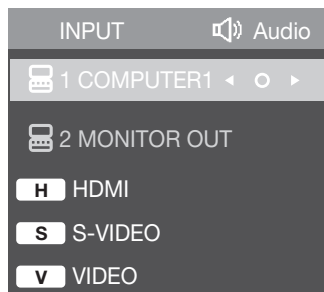 INPUT Audio
1 COMPUTER1
2 MONITOR OUT
H HDMI
S S-VIDEO
V VIDEO